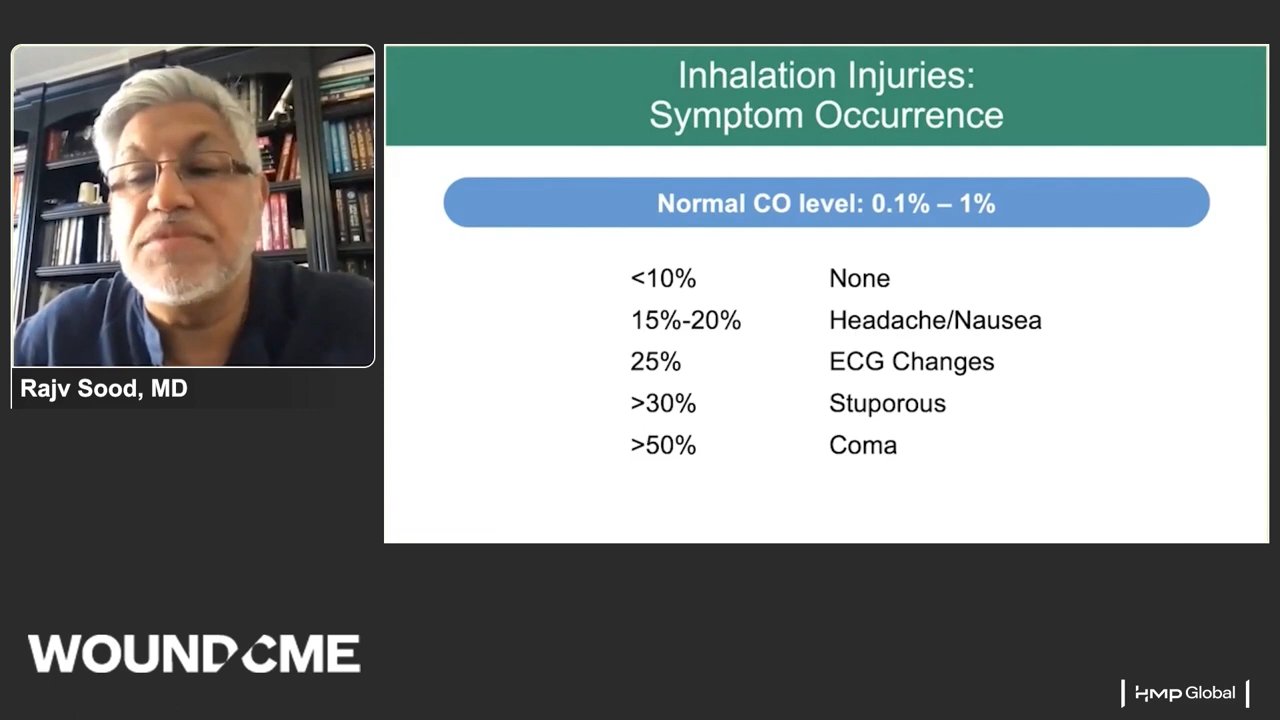 Inhalation Injuries:
Symptom Occurrence
Normal CO level: 0.1% – 1%
<10% None
15%-20% Headache/Nausea
25% ECG Changes
>30% Stuporous
>50% Coma
Rajv Sood, MD
WOUNDCME
HMP Global